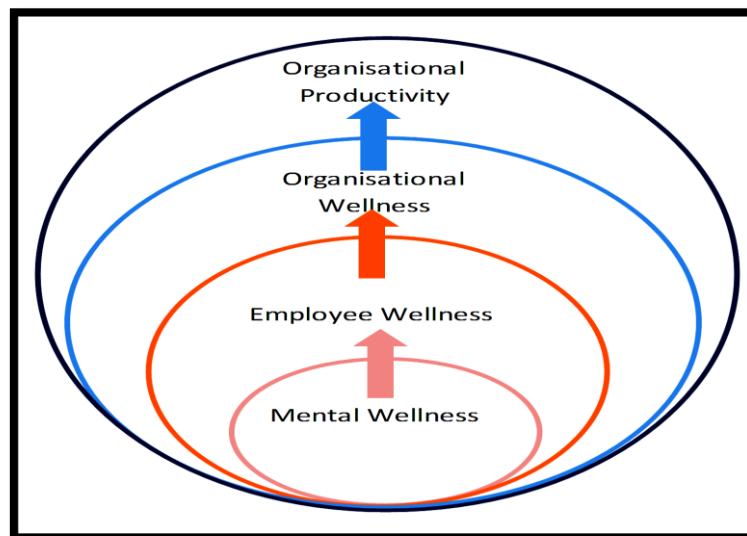 Organisational
Productivity
Organisational
Wellness
Employee Wellness
Mental Wellness